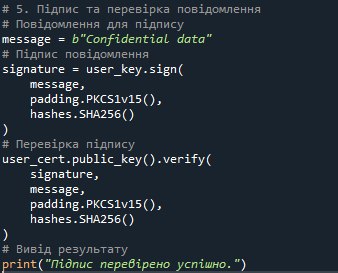 # 5. Підпис та перевірка повідомлення
# Повідомлення для підпису
message = b"Confidential data"
# Підпис повідомлення
signature = user_key.sign(
    message,
    padding.PKCS1v15(),
    hashes.SHA256()
)
# Перевірка підпису
user_cert.public_key().verify(
    signature,
    message,
    padding.PKCS1v15(),
    hashes.SHA256()
)
# Вивід результату
print("Підпис перевірено успішно.")